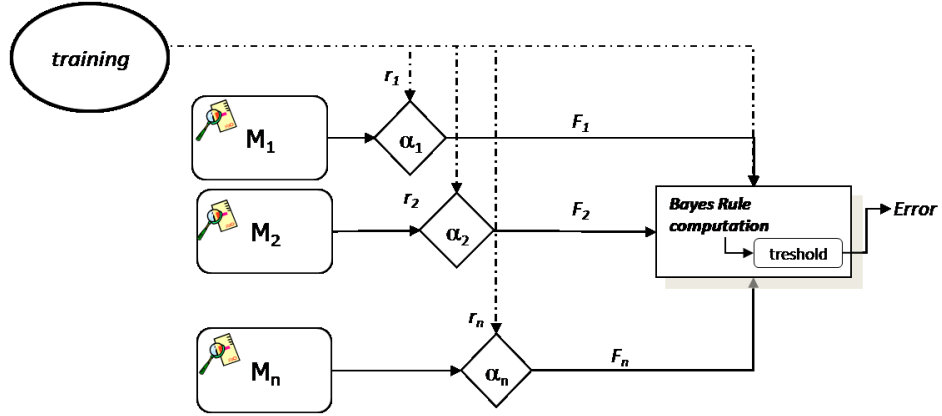 training
r1
M1
α1
F1
r2
M2
α2
F2
Bayes Rule
computation
treshold
Error
rn
Mn
αn
Fn